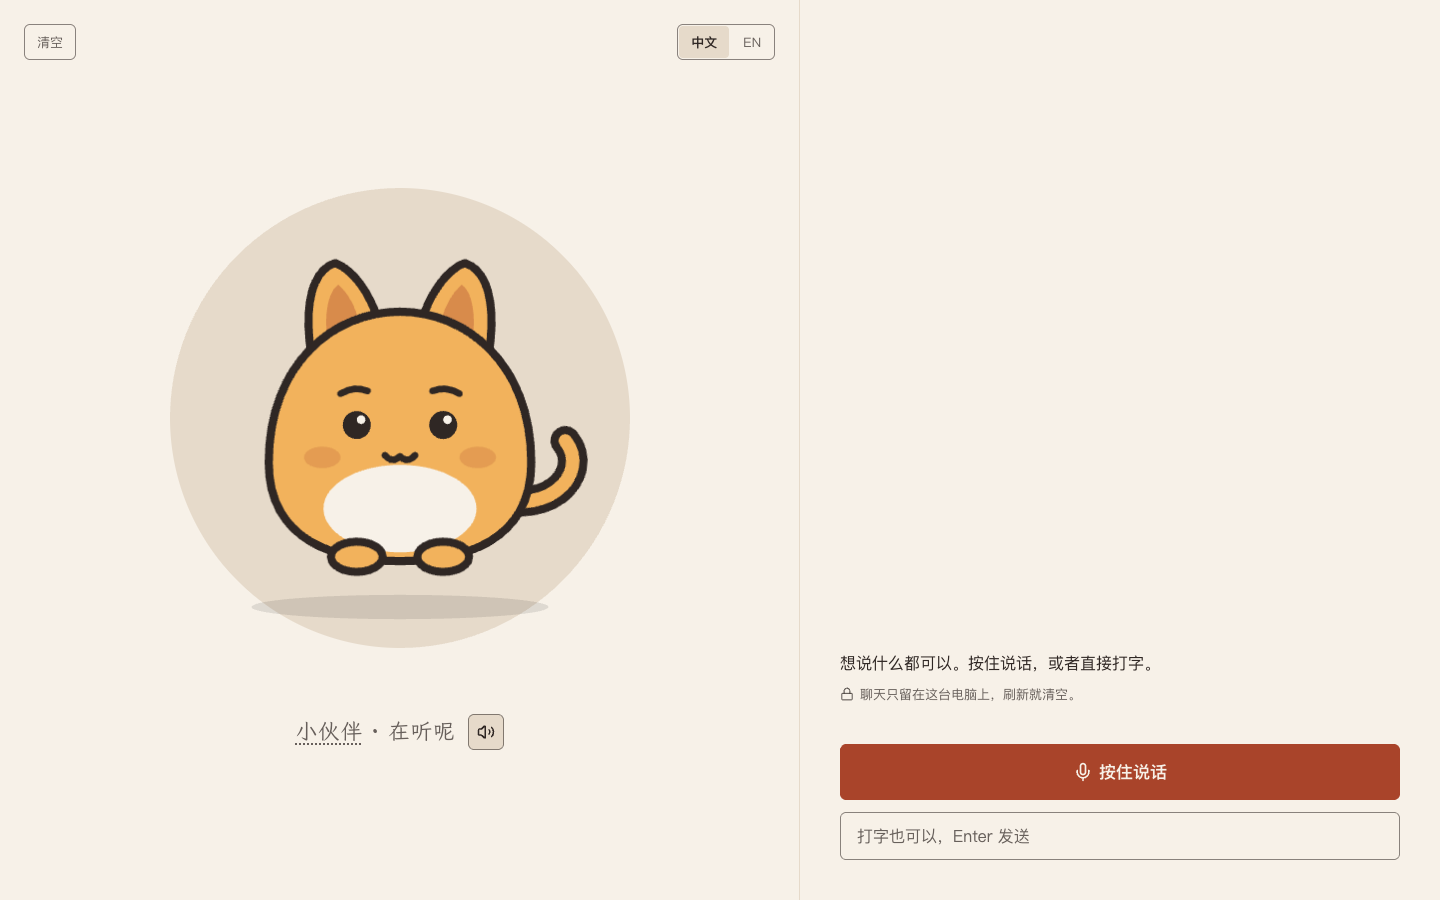 清空
中文 EN
小伙伴 · 在听呢
想说什么都可以。按住说话，或者直接打字。
聊天只留在这台电脑上，刷新就清空。
按住说话
打字也可以，Enter 发送